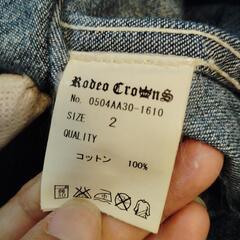 Rodeo Crowns
No. 0504AA30-1610
SIZE 2
QUALITY
コットン 100%